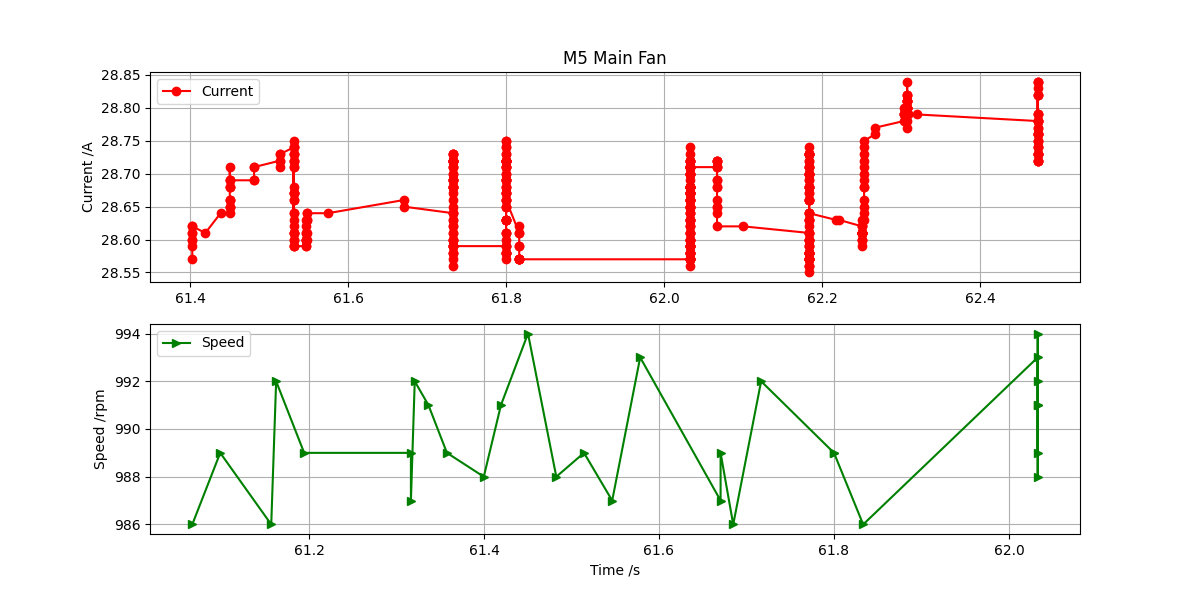 M5 Main Fan
Current
28.85
28.80
28.75
28.70
28.65
28.60
28.55
Current /A
61.4 61.6 61.8 62.0 62.2 62.4
Speed
994
992
990
988
986
Speed /rpm
61.2 61.4 61.6 61.8 62.0
Time /s